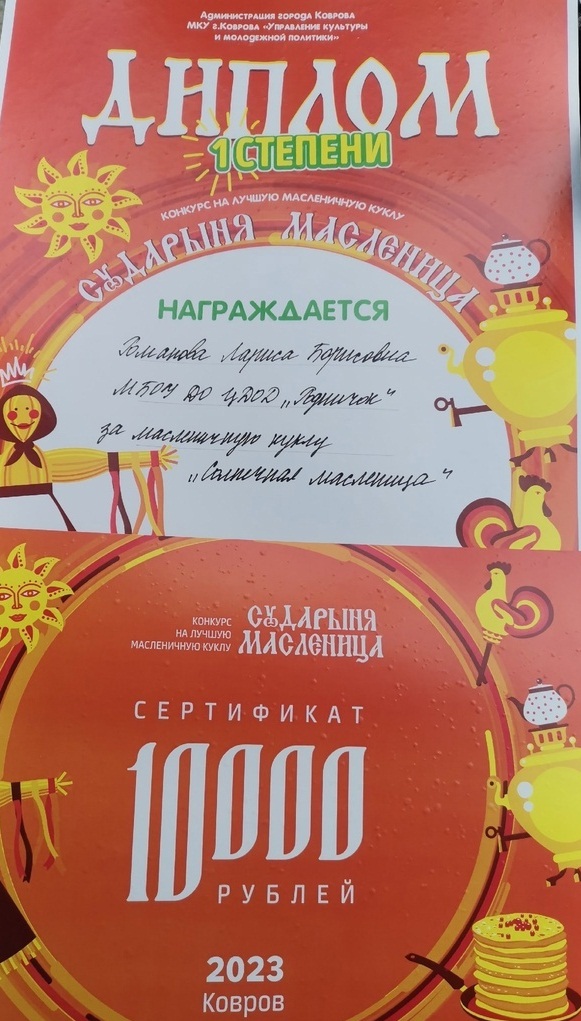 Администрация города Коврова
МКУ г.Коврова «Управление культуры
и молодежной политики»
ДИПЛОМ
1 СТЕПЕНИ
КОНКУРС НА ЛУЧШУЮ МАСЛЕНИЧНУЮ КУКЛУ
СУДАРЫНЯ МАСЛЕНИЦА
НАГРАЖДАЕТСЯ
Романова Лариса Борисовна
МБОУ ДО ЦДОД „Родничок“
за масленичную куклу
„Солнечная масленица“
КОНКУРС
НА ЛУЧШУЮ
МАСЛЕНИЧНУЮ КУКЛУ
СУДАРЫНЯ
МАСЛЕНИЦА
СЕРТИФИКАТ
10000
РУБЛЕЙ
2023
Ковров